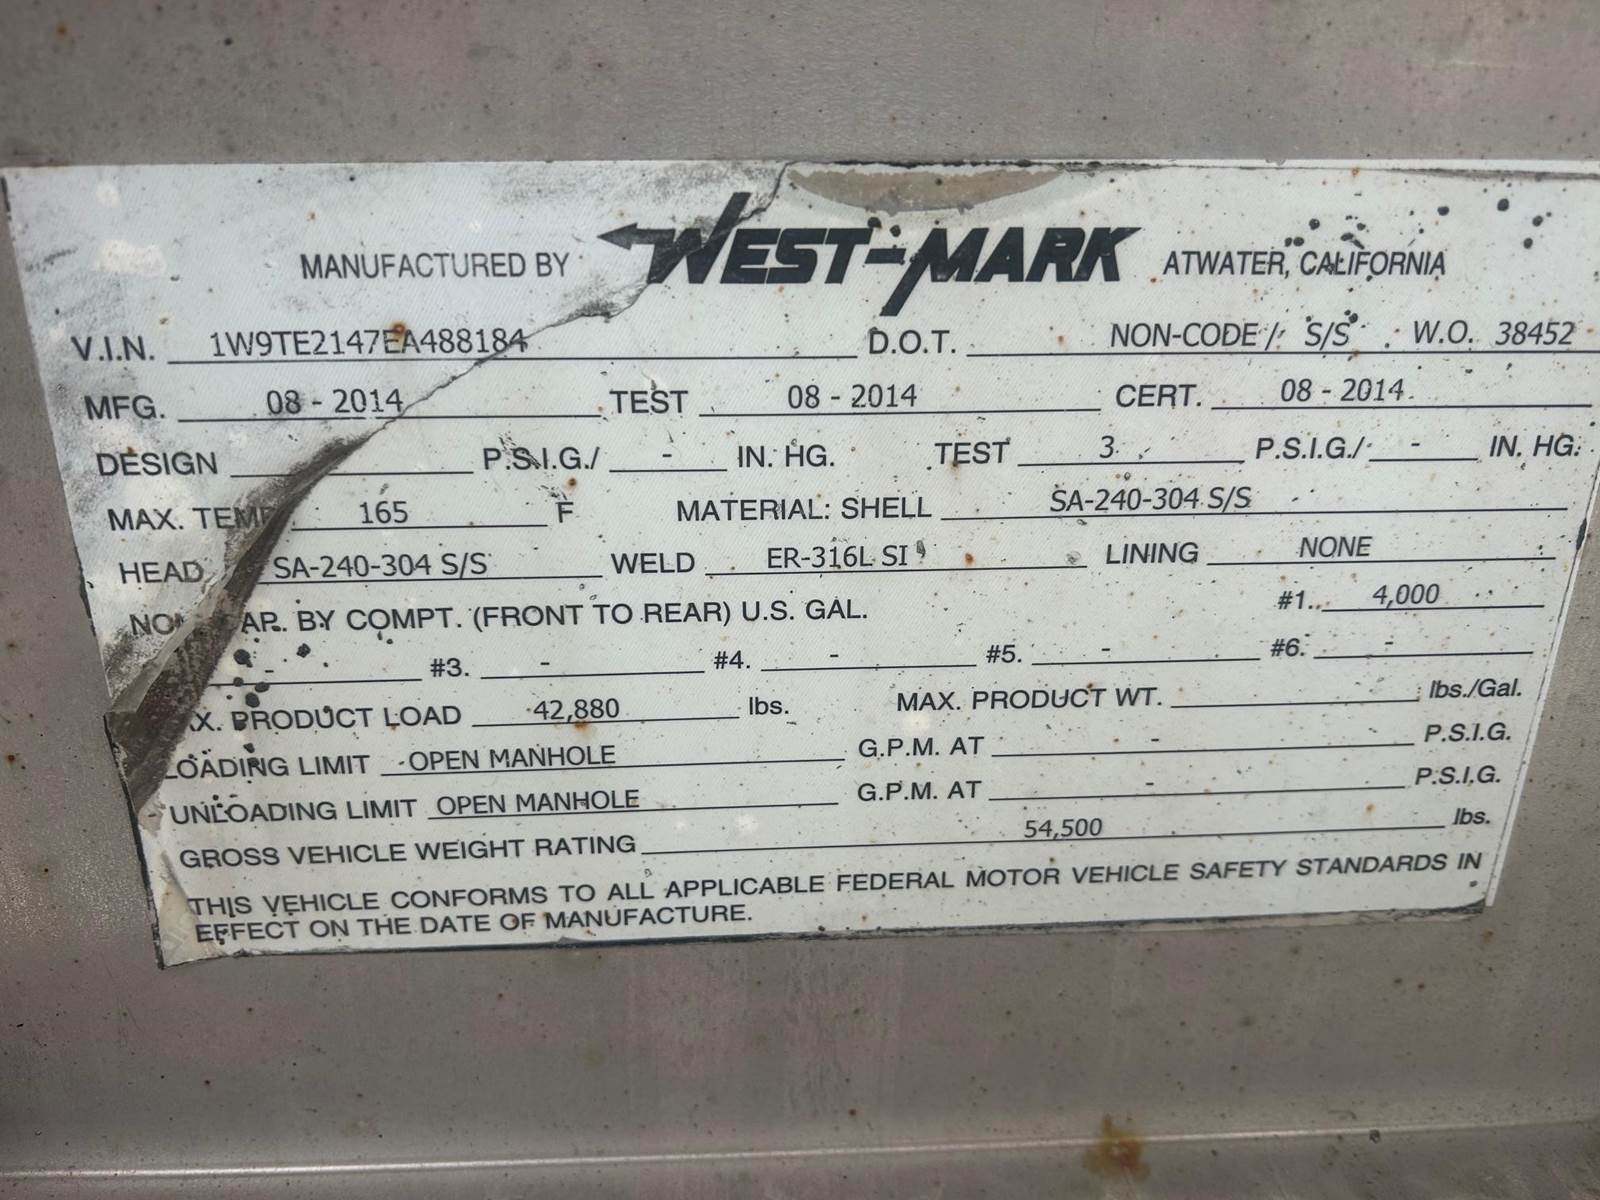 MANUFACTURED BY WEST-MARK ATWATER, CALIFORNIA
V.I.N. 1W9TE2147EA488184 D.O.T. NON-CODE / S/S W.O. 38452
MFG. 08 - 2014 TEST 08 - 2014 CERT. 08 - 2014
DESIGN P.S.I.G./ - IN. HG. TEST 3 P.S.I.G./ - IN. HG.
MAX. TEMP 165 F MATERIAL: SHELL SA-240-304 S/S
HEAD SA-240-304 S/S WELD ER-316L SI LINING NONE
BY COMPT. (FRONT TO REAR) U.S. GAL. #1. 4,000
- #3. - #4. - #5. - #6. -
PRODUCT LOAD 42,880 lbs. MAX. PRODUCT WT. lbs./Gal.
LOADING LIMIT OPEN MANHOLE G.P.M. AT - P.S.I.G.
UNLOADING LIMIT OPEN MANHOLE G.P.M. AT - P.S.I.G.
GROSS VEHICLE WEIGHT RATING 54,500 lbs.
THIS VEHICLE CONFORMS TO ALL APPLICABLE FEDERAL MOTOR VEHICLE SAFETY STANDARDS IN
EFFECT ON THE DATE OF MANUFACTURE.